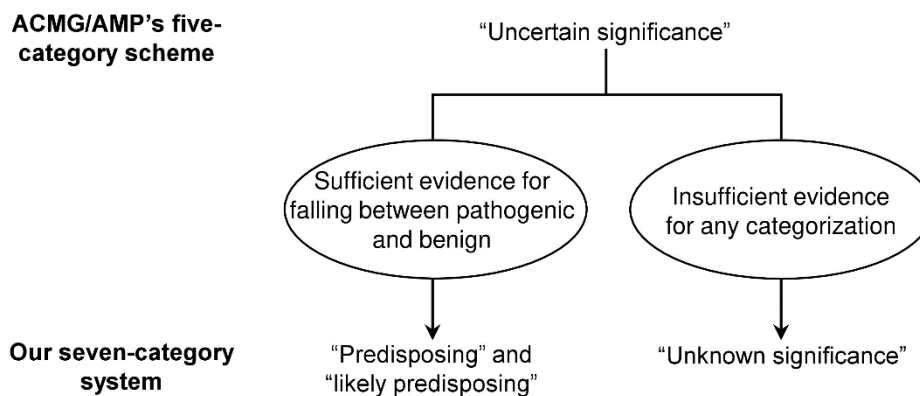 ACMG/AMP's five-
category scheme
“Uncertain significance”
Sufficient evidence for
falling between pathogenic
and benign
Insufficient evidence
for any categorization
Our seven-category
system
“Predisposing” and
“likely predisposing”
“Unknown significance”